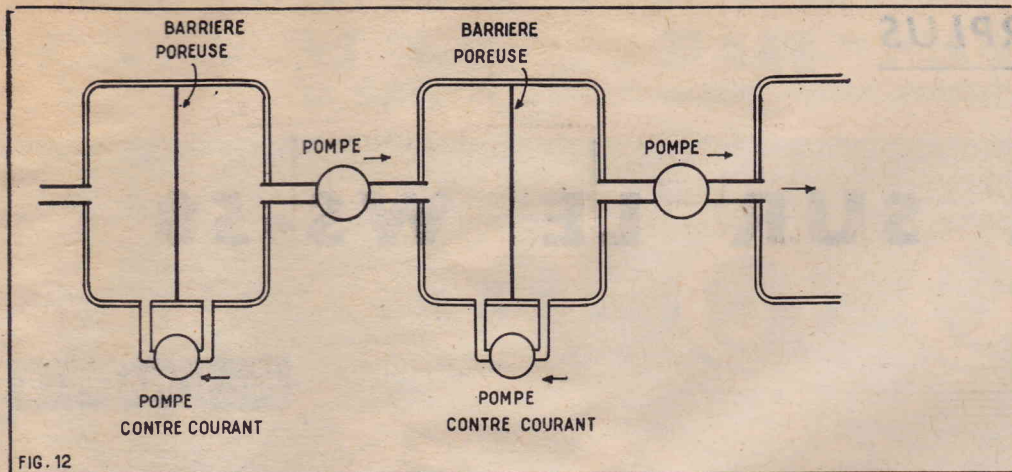 BARRIERE
POREUSE
BARRIERE
POREUSE
POMPE
POMPE
POMPE
CONTRE COURANT
POMPE
CONTRE COURANT
FIG. 12